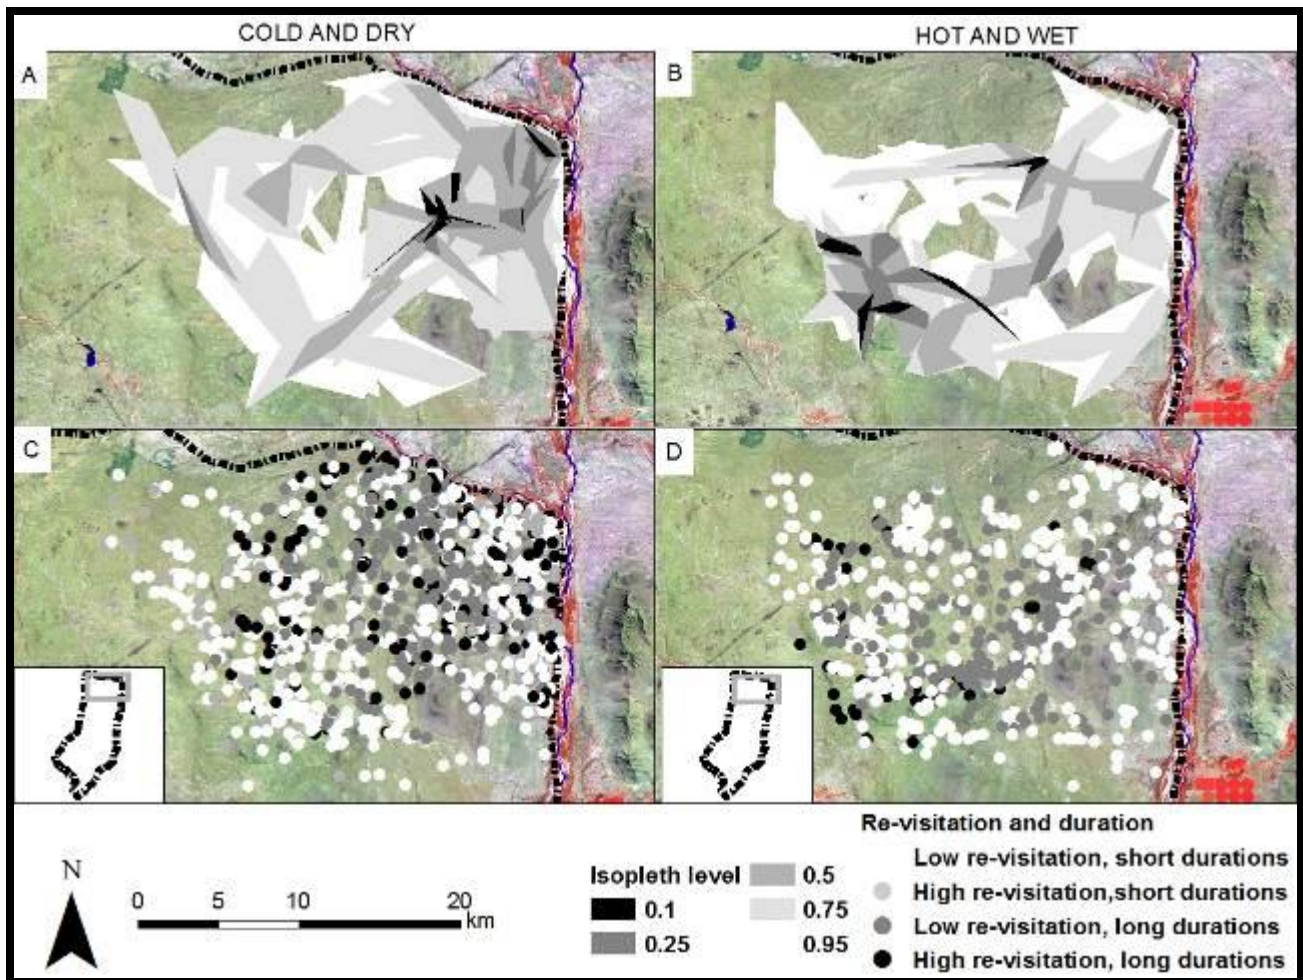 COLD AND DRY
HOT AND WET
A
B
C
D
Re-visitation and duration
Low re-visitation, short durations
High re-visitation,short durations
Low re-visitation, long durations
High re-visitation, long durations
Isopleth level
0.1
0.25
0.5
0.75
0.95
N
0 5 10 20
km